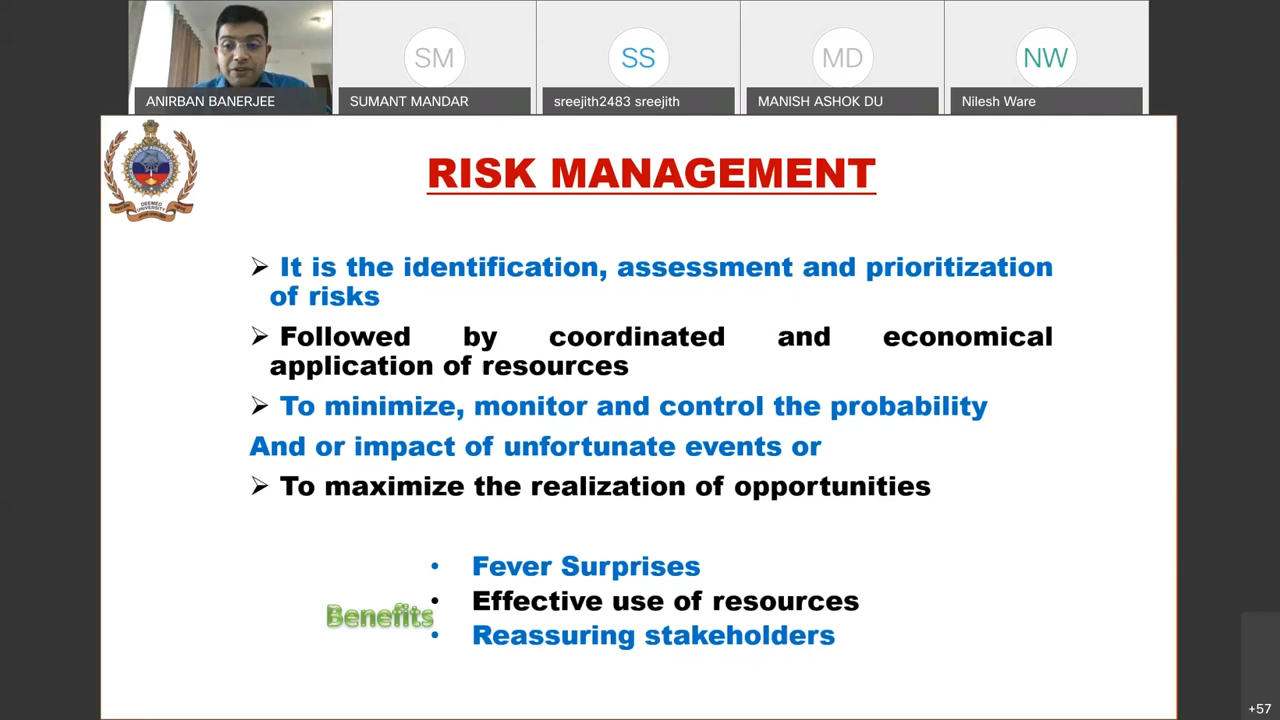 SM
SS
MD
NW
ANIRBAN BANERJEE
SUMANT MANDAR
sreejith2483 sreejith
MANISH ASHOK DU
Nilesh Ware
DEEMED
UNIVERSITY
RISK MANAGEMENT
It is the identification, assessment and prioritization
of risks
Followed by coordinated and economical
application of resources
To minimize, monitor and control the probability
And or impact of unfortunate events or
To maximize the realization of opportunities
Fever Surprises
Effective use of resources
Benefits
Reassuring stakeholders
+57